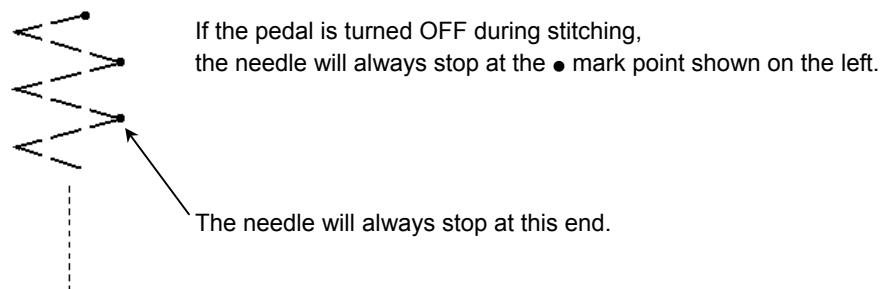 If the pedal is turned OFF during stitching,
the needle will always stop at the ● mark point shown on the left.
The needle will always stop at this end.